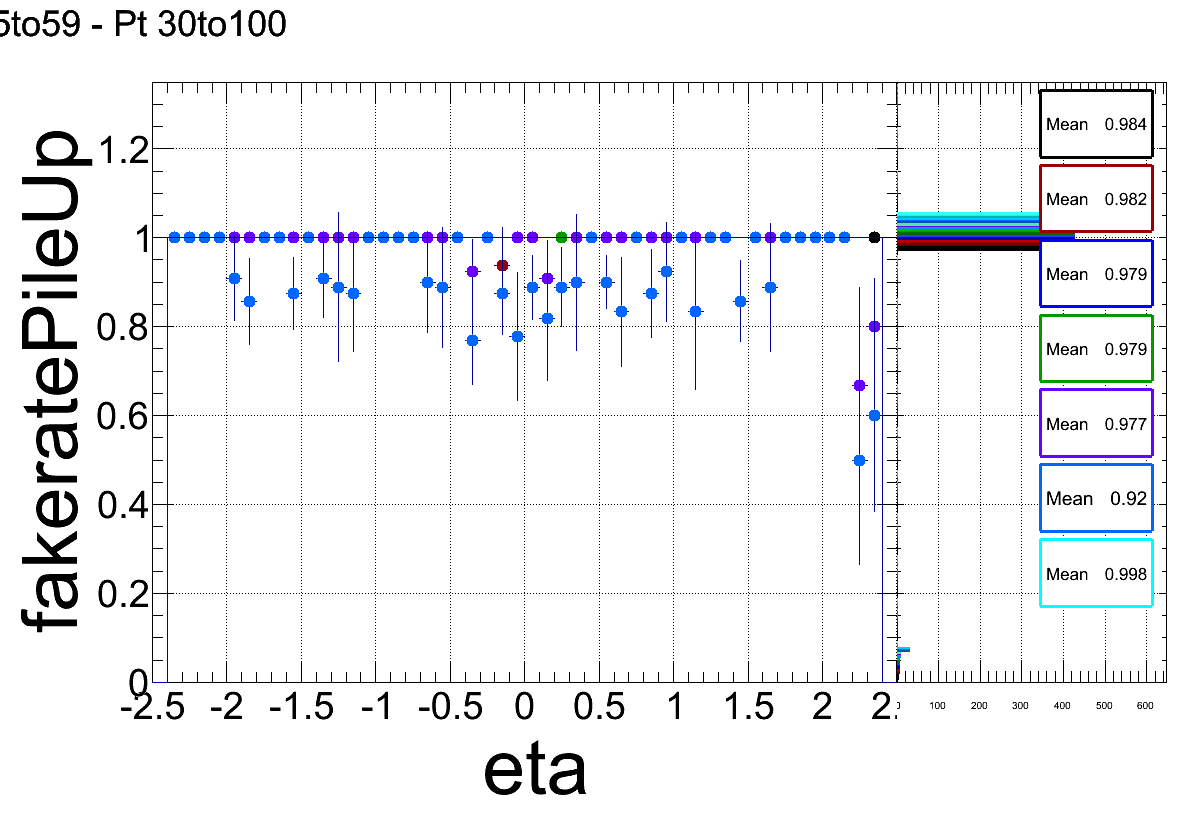 5to59 - Pt 30to100
fakeratePileUp
1.2
1
0.8
0.6
0.4
0.2
0
-2.5 -2 -1.5 -1 -0.5 0 0.5 1 1.5 2 2.
eta
Mean 0.984
Mean 0.982
Mean 0.979
Mean 0.979
Mean 0.977
Mean 0.92
Mean 0.998
100 200 300 400 500 600